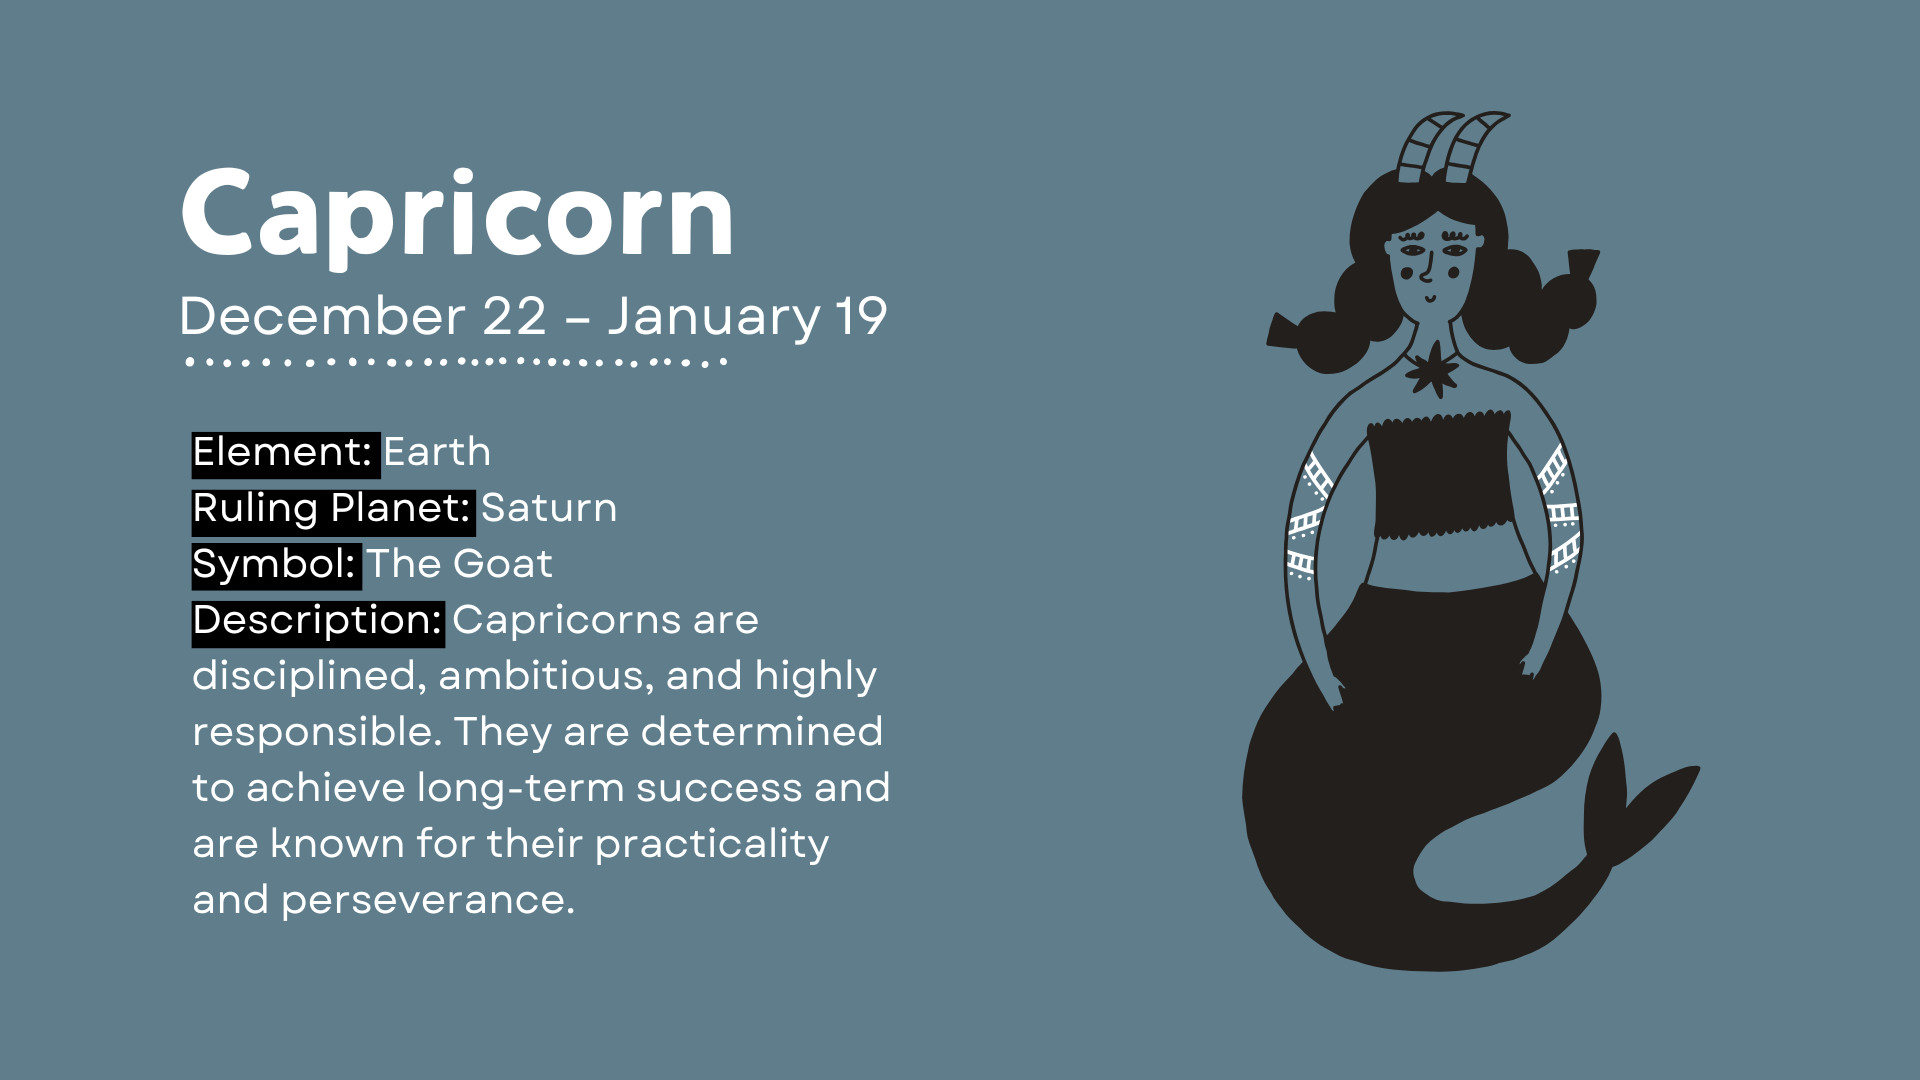 Capricorn
December 22 – January 19
Element: Earth
Ruling Planet: Saturn
Symbol: The Goat
Description: Capricorns are
disciplined, ambitious, and highly
responsible. They are determined
to achieve long-term success and
are known for their practicality
and perseverance.